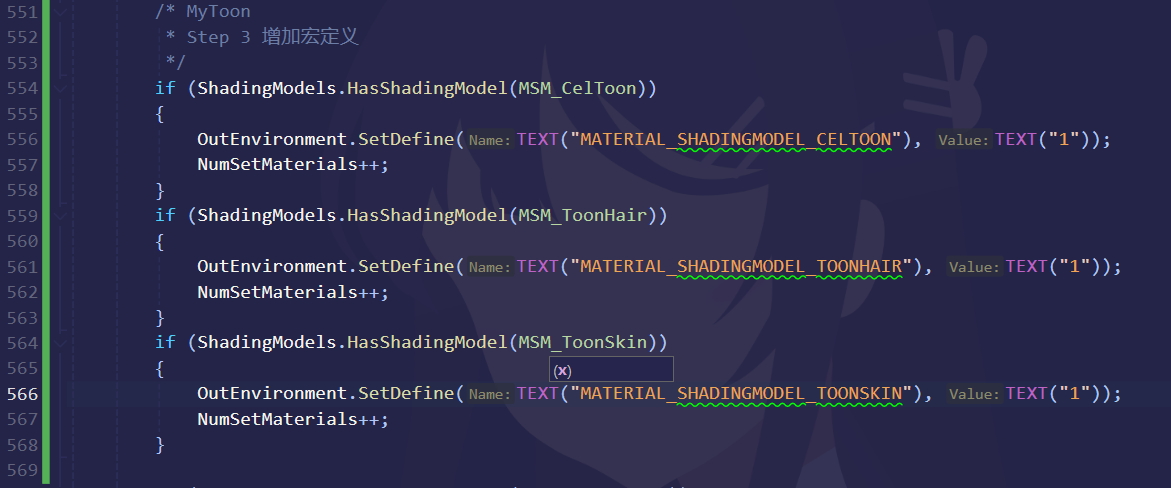 551 /* MyToon
552 * Step 3 增加宏定义
553 */
554 if (ShadingModels.HasShadingModel(MSM_CelToon))
555 {
556 OutEnvironment.SetDefine(Name: TEXT("MATERIAL_SHADINGMODEL_CELTOON"), Value: TEXT("1"));
557 NumSetMaterials++;
558 }
559 if (ShadingModels.HasShadingModel(MSM_ToonHair))
560 {
561 OutEnvironment.SetDefine(Name: TEXT("MATERIAL_SHADINGMODEL_TOONHAIR"), Value: TEXT("1"));
562 NumSetMaterials++;
563 }
564 if (ShadingModels.HasShadingModel(MSM_ToonSkin))
565 {
(x)
566 OutEnvironment.SetDefine(Name: TEXT("MATERIAL_SHADINGMODEL_TOONSKIN"), Value: TEXT("1"));
567 NumSetMaterials++;
568 }
569